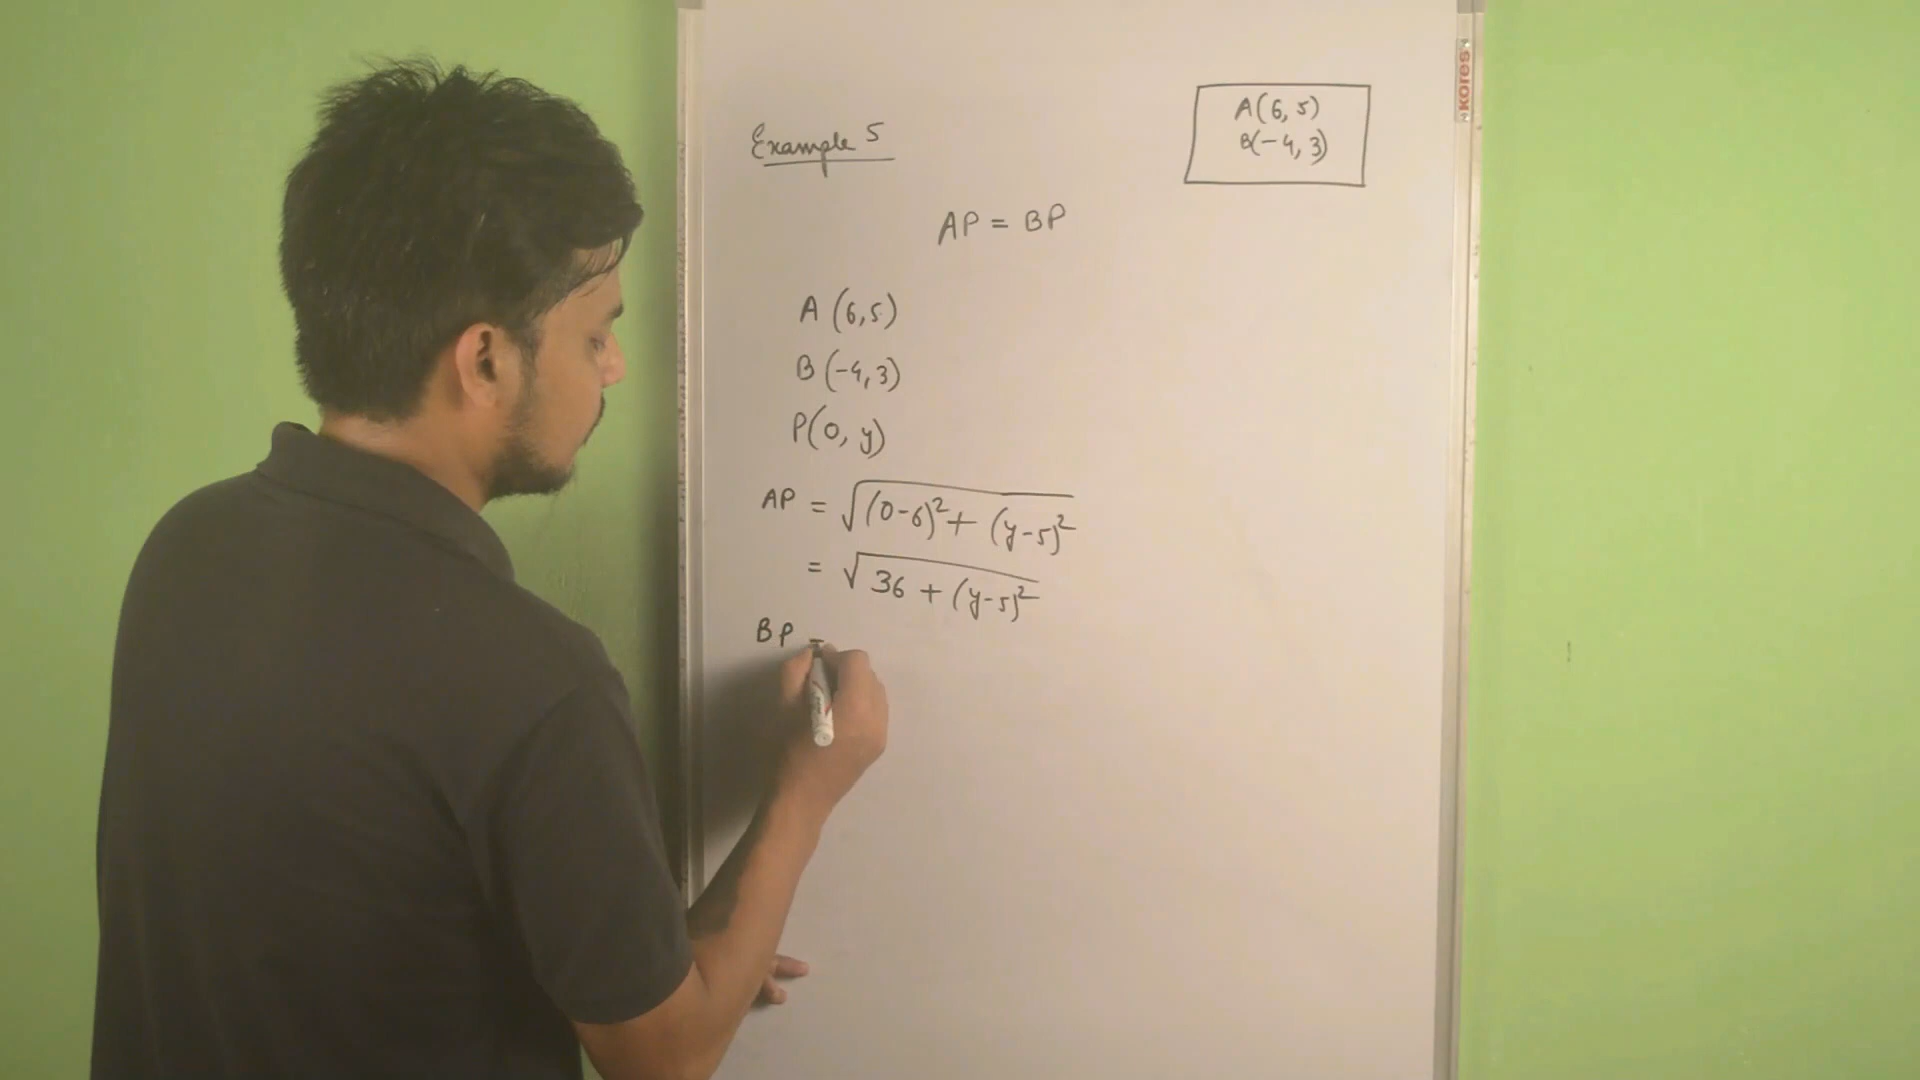 kores
A(6, 5)
B(-4, 3)
Example 5
AP = BP
A (6,5)
B (-4,3)
P(0, y)
AP = √(0-6)²+ (y-5)²
= √36 + (y-5)²
BP =